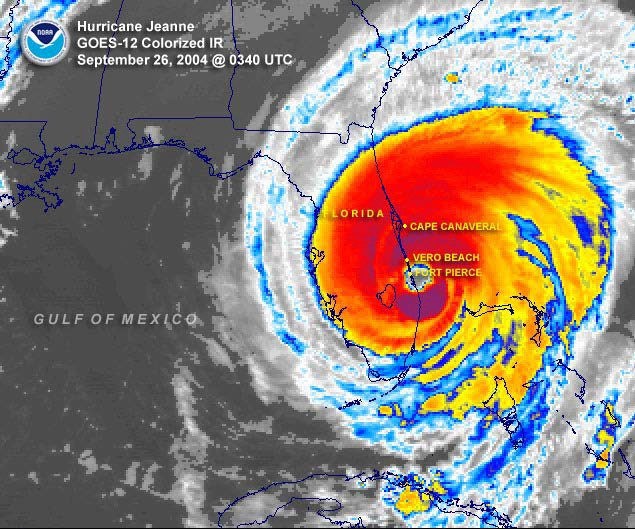 NOAA
Hurricane Jeanne
GOES-12 Colorized IR
September 26, 2004 @ 0340 UTC
FLORIDA
CAPE CANAVERAL
VERO BEACH
FORT PIERCE
GULF OF MEXICO